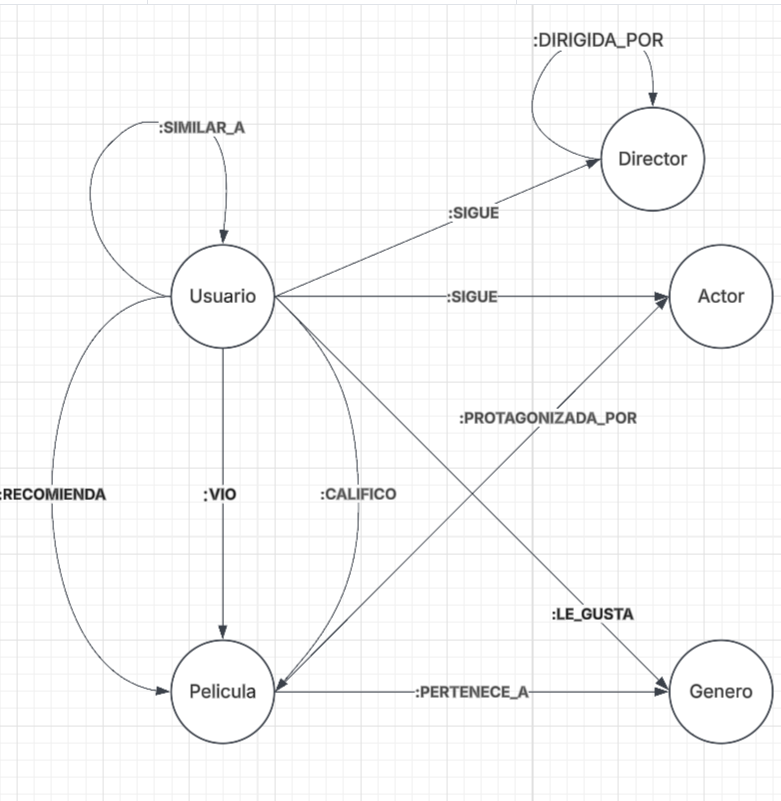 :DIRIGIDA_POR
:SIMILAR_A
Director
:SIGUE
Usuario
:SIGUE
Actor
:PROTAGONIZADA_POR
:RECOMIENDA
:VIO
:CALIFICO
:LE_GUSTA
Pelicula
:PERTENECE_A
Genero